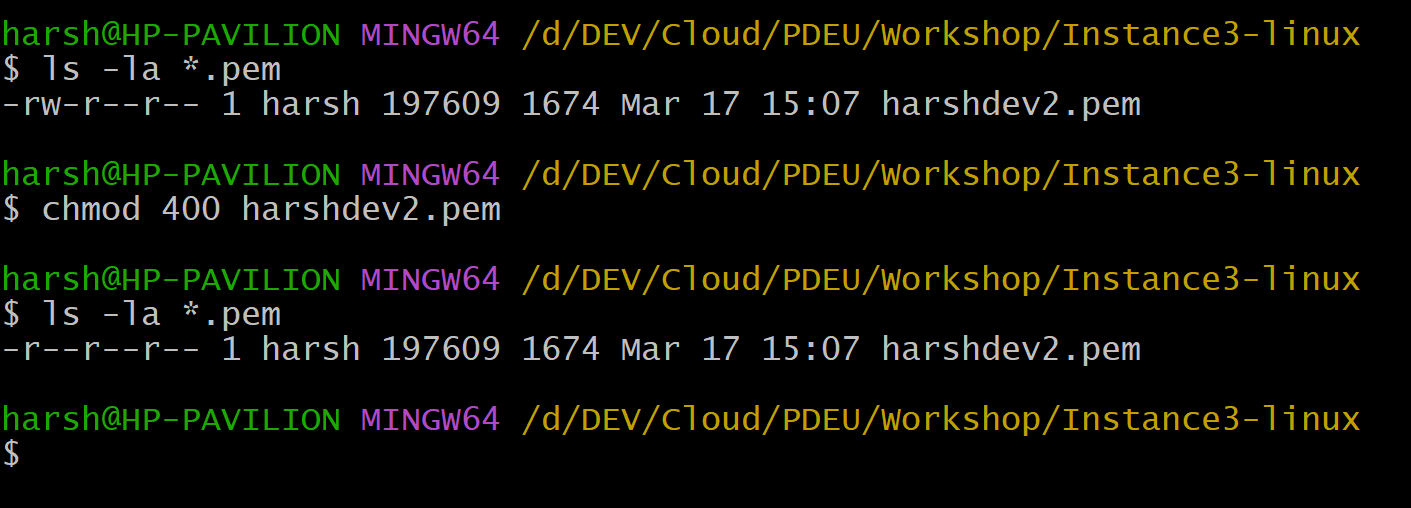 harsh@HP-PAVILION MINGW64 /d/DEV/Cloud/PDEU/Workshop/Instance3-linux
$ ls -la *.pem
-rw-r--r-- 1 harsh 197609 1674 Mar 17 15:07 harshdev2.pem
harsh@HP-PAVILION MINGW64 /d/DEV/Cloud/PDEU/Workshop/Instance3-linux
$ chmod 400 harshdev2.pem
harsh@HP-PAVILION MINGW64 /d/DEV/Cloud/PDEU/Workshop/Instance3-linux
$ ls -la *.pem
-r--r--r-- 1 harsh 197609 1674 Mar 17 15:07 harshdev2.pem
harsh@HP-PAVILION MINGW64 /d/DEV/Cloud/PDEU/Workshop/Instance3-linux
$